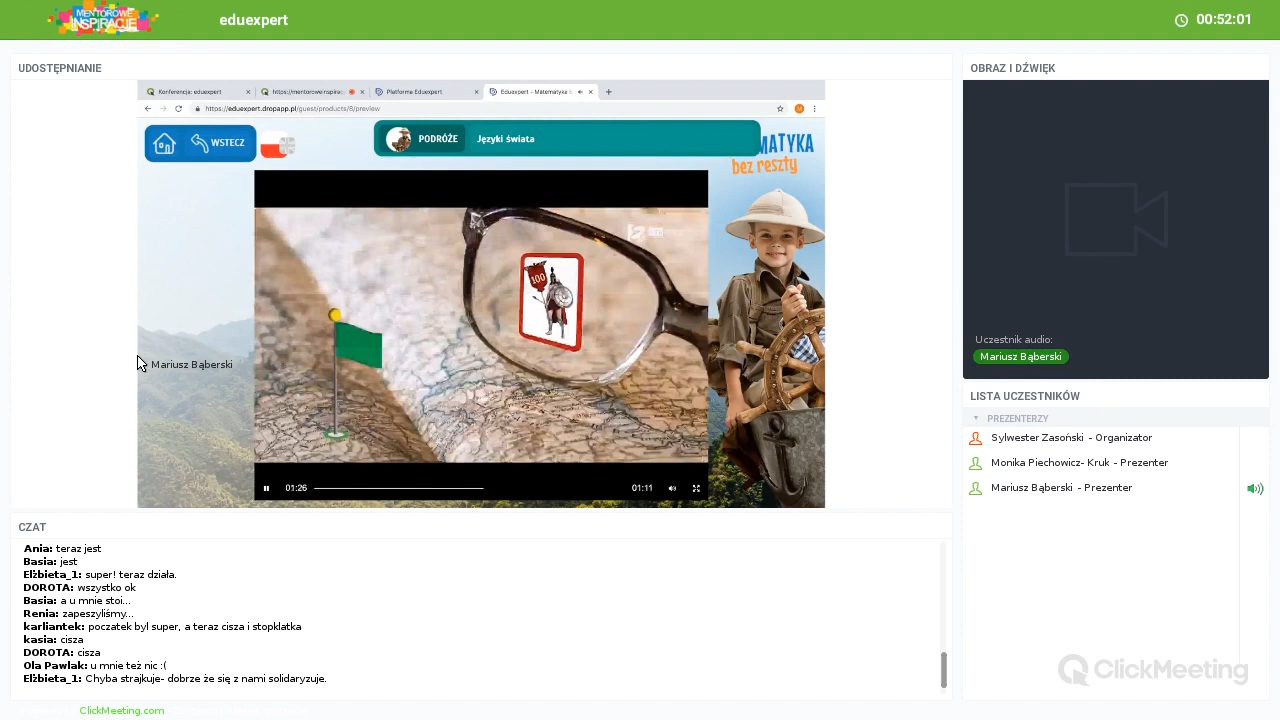 MENTOROWE
INSPIRACJE
eduexpert
00:52:01
UDOSTĘPNIANIE
Konferencja: eduexpert
https://mentoroweinspirac
Platforma Eduexpert
Eduexpert - Matematyka b
https://eduexpert.dropapp.pl/guest/products/8/preview
WSTECZ
PODRÓŻE
Języki świata
MATYKA
bez reszty
100
Mariusz Bąberski
01:26
01:11
OBRAZ I DŹWIĘK
Uczestnik audio:
Mariusz Bąberski
LISTA UCZESTNIKÓW
PREZENTERZY
Sylwester Zasoński - Organizator
Monika Piechowicz- Kruk - Prezenter
Mariusz Bąberski - Prezenter
CZAT
Ania: teraz jest
Basia: jest
Elżbieta_1: super! teraz działa.
DOROTA: wszystko ok
Basia: a u mnie stoi...
Renia: zapeszyliśmy...
karliantek: poczatek byl super, a teraz cisza i stopklatka
kasia: cisza
DOROTA: cisza
Ola Pawlak: u mnie też nic :(
Elżbieta_1: Chyba strajkuje- dobrze że się z nami solidaryzuje.
ClickMeeting
ClickMeeting.com